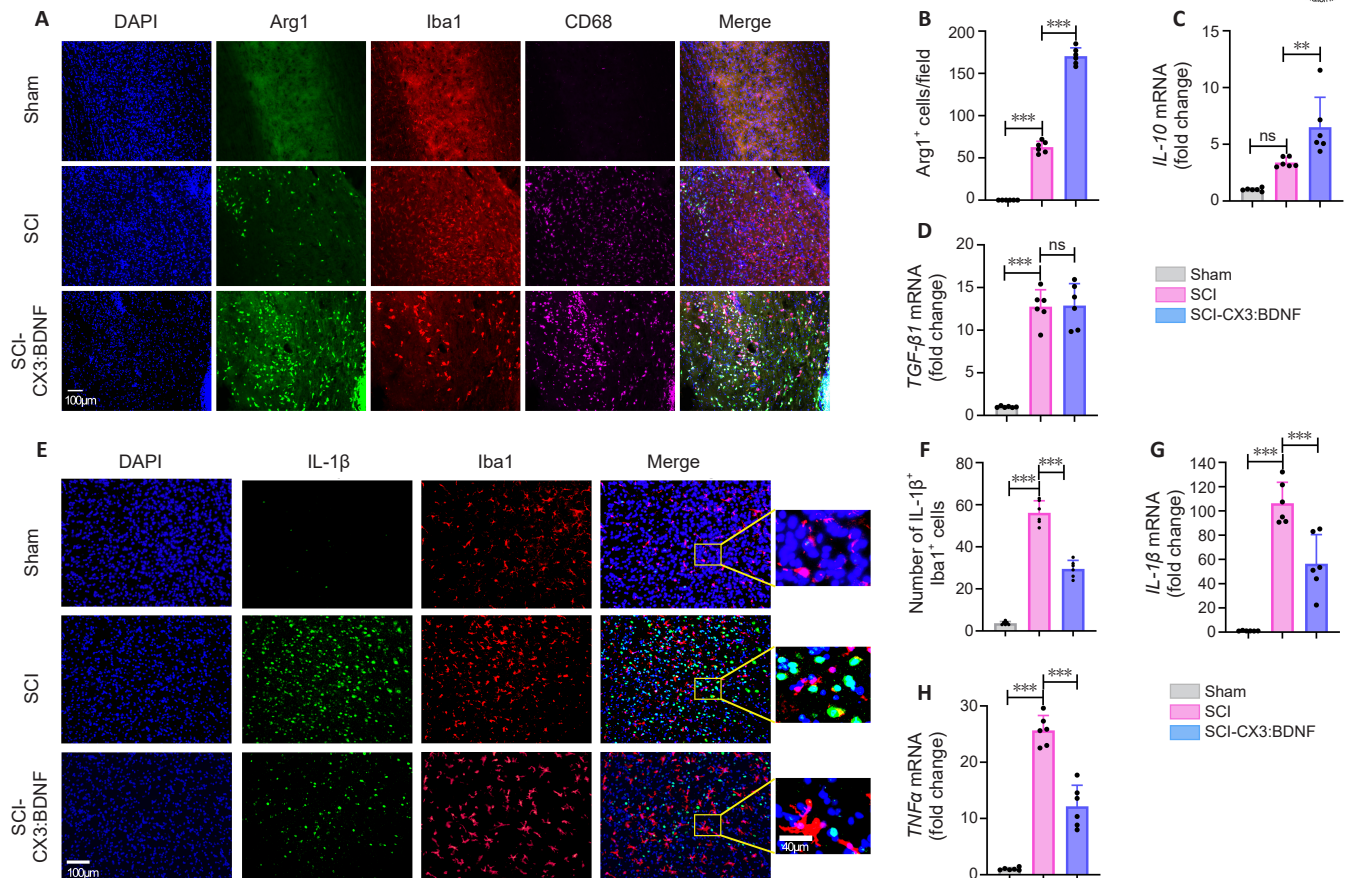 A
DAPI
Arg1
Iba1
CD68
Merge
Sham
SCI
SCI-
CX3:BDNF
100μm
B
Arg1⁺ cells/field
200
150
100
50
0
***
***
C
IL-10 mRNA
(fold change)
15
10
5
0
ns
**
D
TGF-β1 mRNA
(fold change)
20
15
10
5
0
***
ns
Sham
SCI
SCI-CX3:BDNF
E
DAPI
IL-1β
Iba1
Merge
Sham
SCI
SCI-
CX3:BDNF
100μm
40μm
F
Number of IL-1β⁺
Iba1⁺ cells
80
60
40
20
0
***
***
G
IL-1β mRNA
(fold change)
140
120
100
80
60
40
20
0
***
***
H
TNFα mRNA
(fold change)
30
20
10
0
***
***
Sham
SCI
SCI-CX3:BDNF